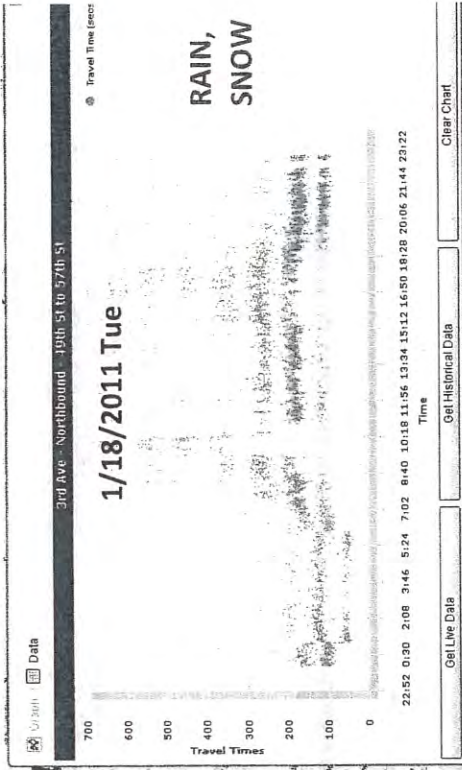 Graph Data
3rd Ave - Northbound - 49th St to 57th St
1/18/2011 Tue
Travel Time (secs
RAIN,
SNOW
700
600
500
400
300
200
100
0
Travel Times
22:52 0:30 2:08 3:46 5:24 7:02 8:40 10:18 11:56 13:34 15:12 16:50 18:28 20:06 21:44 23:22
Time
Get Live Data
Get Historical Data
Clear Chart